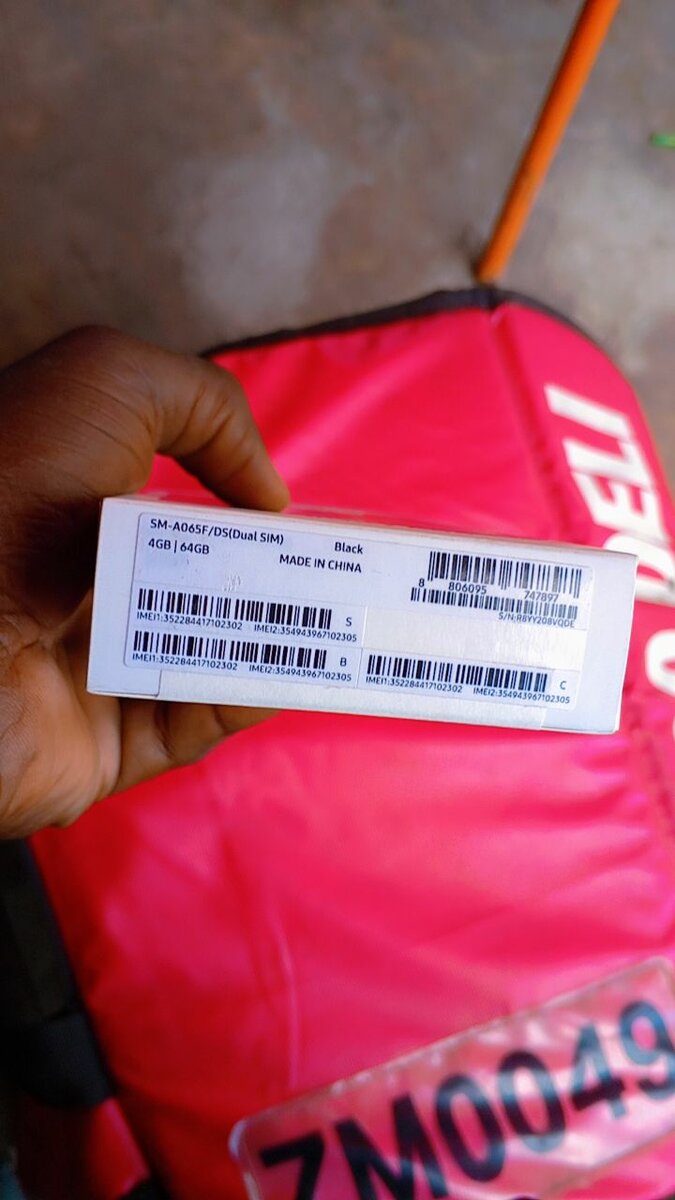 SM-A065F/DS(Dual SIM)
Black
4GB | 64GB
MADE IN CHINA
8 806095 747897
S/N:R8YY208VQDE
IMEI1:352284417102302 IMEI2:354943967102305 S
IMEI1:352284417102302 IMEI2:354943967102305 B
IMEI1:352284417102302 IMEI2:354943967102305 C
DELI
ZM0049